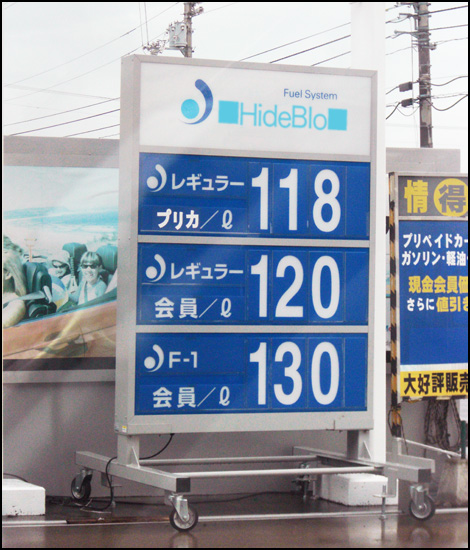 Fuel System
■HideBlo■
レギュラー 118
プリカ／ℓ
レギュラー 120
会員／ℓ
F-1 130
会員／ℓ
情 得
プリペイドカー
ガソリン・軽油・
現金会員価
さらに 値引き
大好評販売